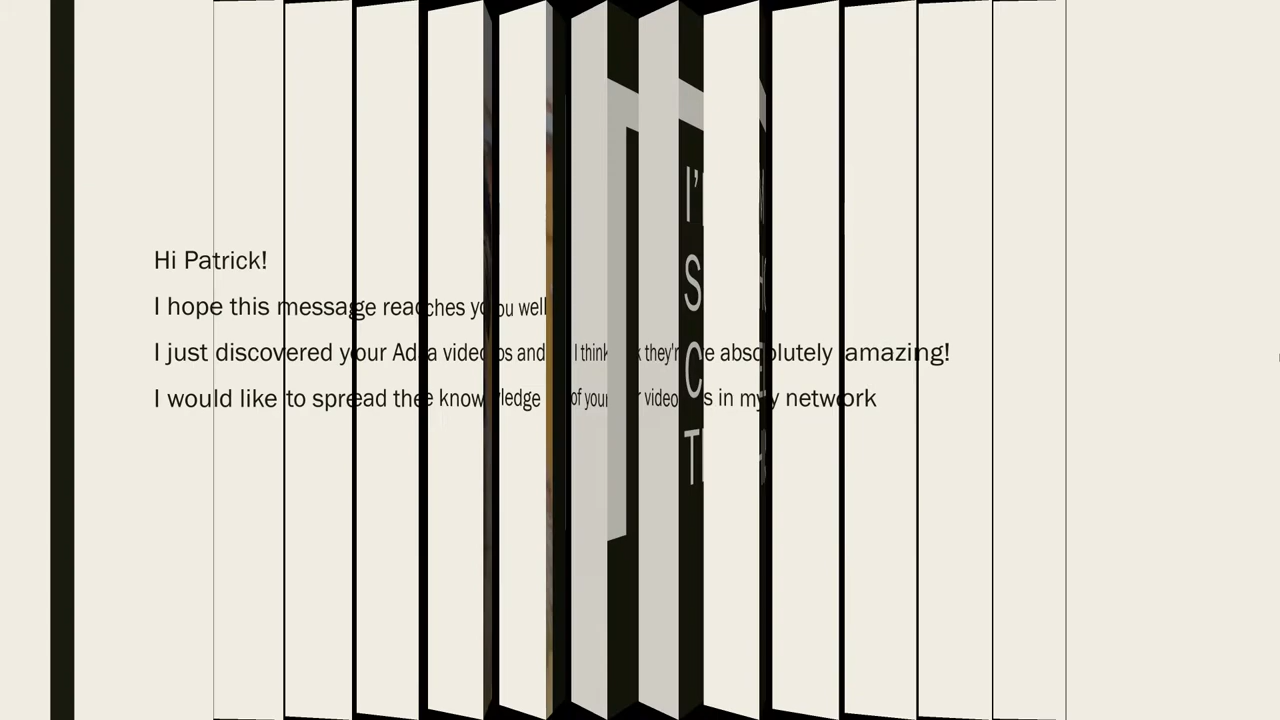 Hi Patrick!
I hope this message reaches you well
I just discovered your Ada videos and I think they're absolutely amazing!
I would like to spread the knowledge of your videos in my network